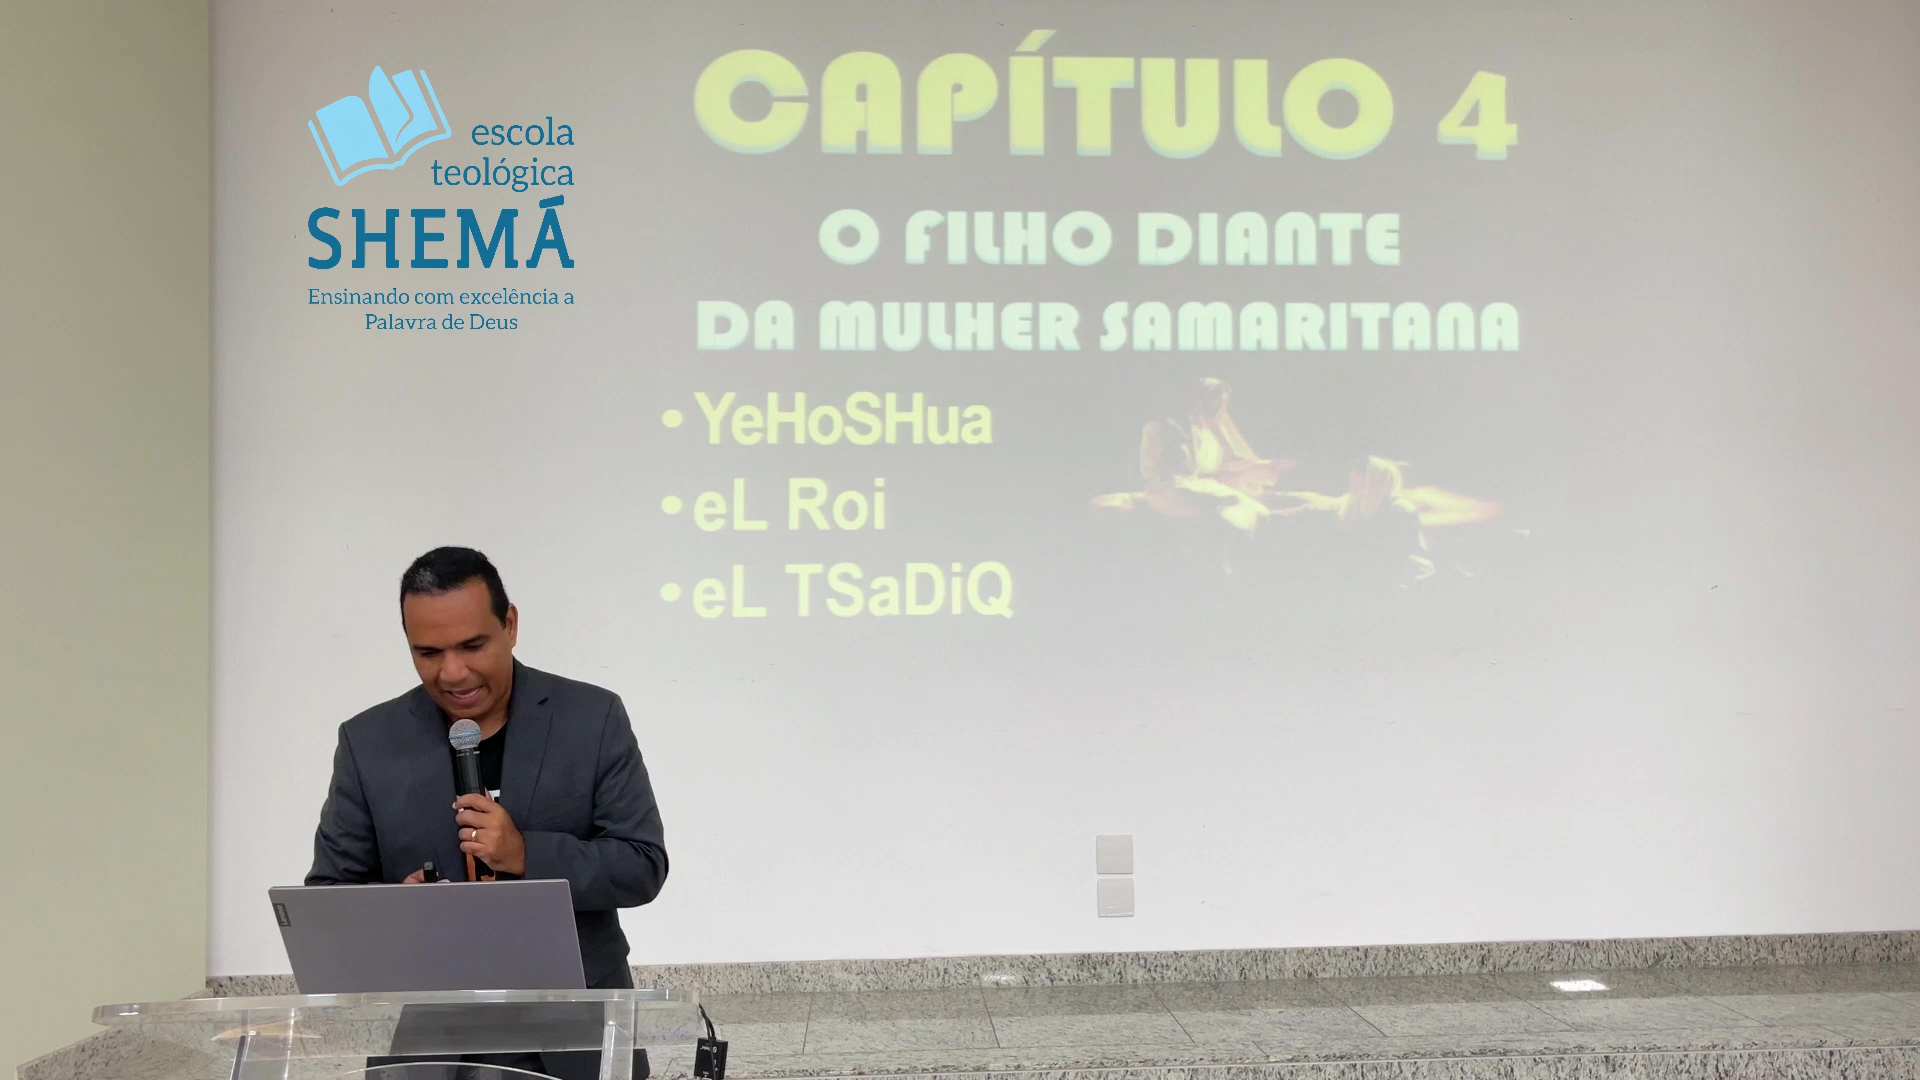 escola
teológica
SHEMÁ
Ensinando com excelência a
Palavra de Deus
CAPÍTULO 4
O FILHO DIANTE
DA MULHER SAMARITANA
• YeHoSHua
• eL Roi
• eL TSaDiQ
Lenovo